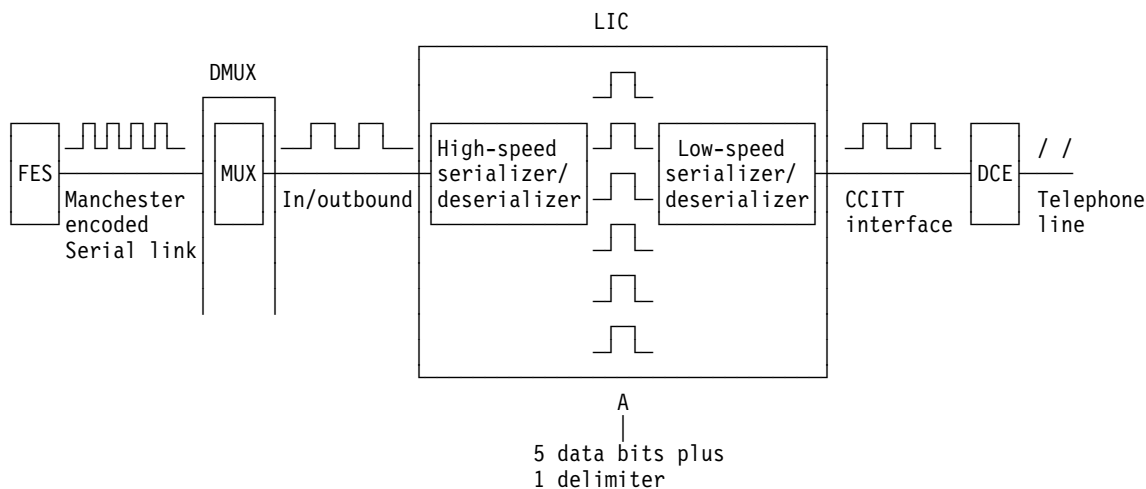 LIC
DMUX
FES
MUX
High-speed
serializer/
deserializer
Low-speed
serializer/
deserializer
DCE
/ /
Manchester
encoded
Serial link
In/outbound
CCITT
interface
Telephone
line
A
5 data bits plus
1 delimiter